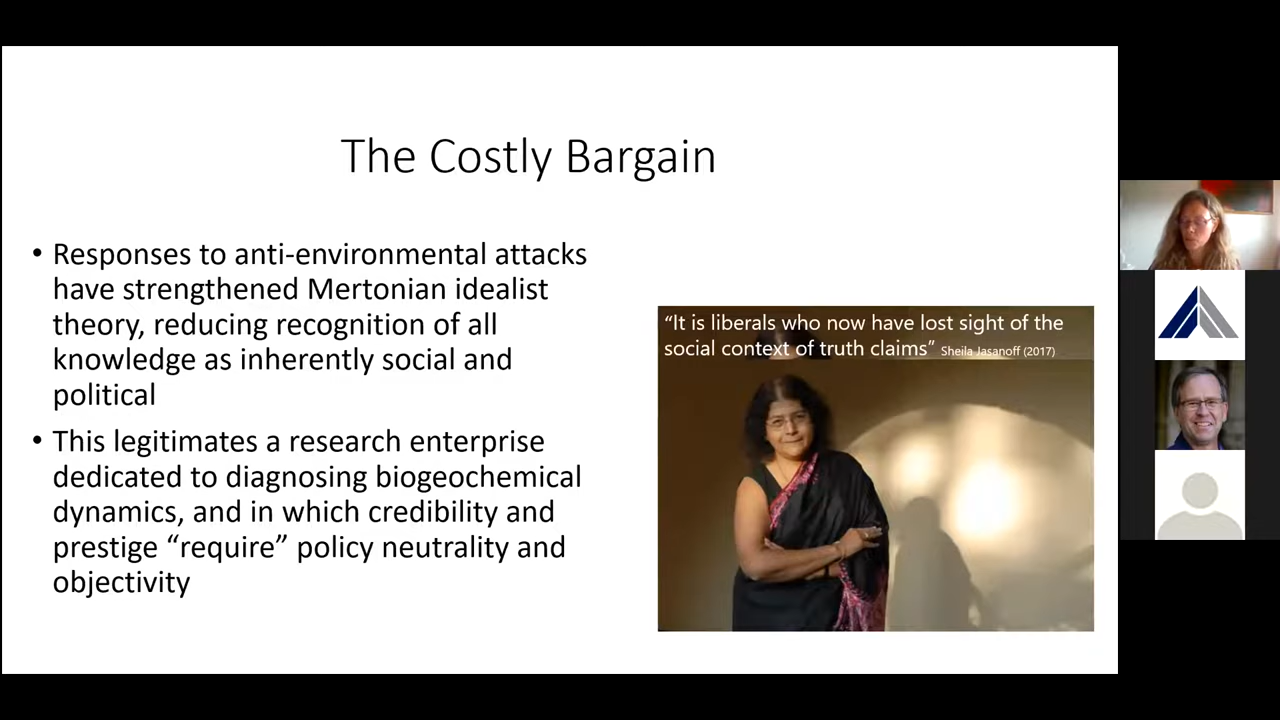 The Costly Bargain
• Responses to anti-environmental attacks
have strengthened Mertonian idealist
theory, reducing recognition of all
knowledge as inherently social and
political
• This legitimates a research enterprise
dedicated to diagnosing biogeochemical
dynamics, and in which credibility and
prestige “require” policy neutrality and
objectivity
“It is liberals who now have lost sight of the
social context of truth claims” Sheila Jasanoff (2017)